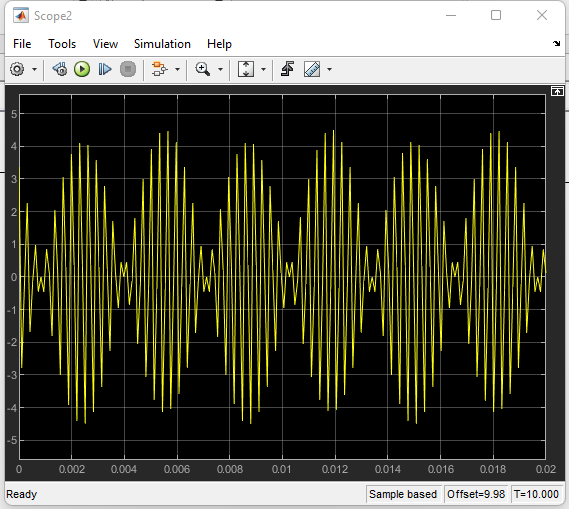 Scope2
File Tools View Simulation Help
5
4
3
2
1
0
-1
-2
-3
-4
-5
0 0.002 0.004 0.006 0.008 0.01 0.012 0.014 0.016 0.018 0.02
Ready Sample based Offset=9.98 T=10.000